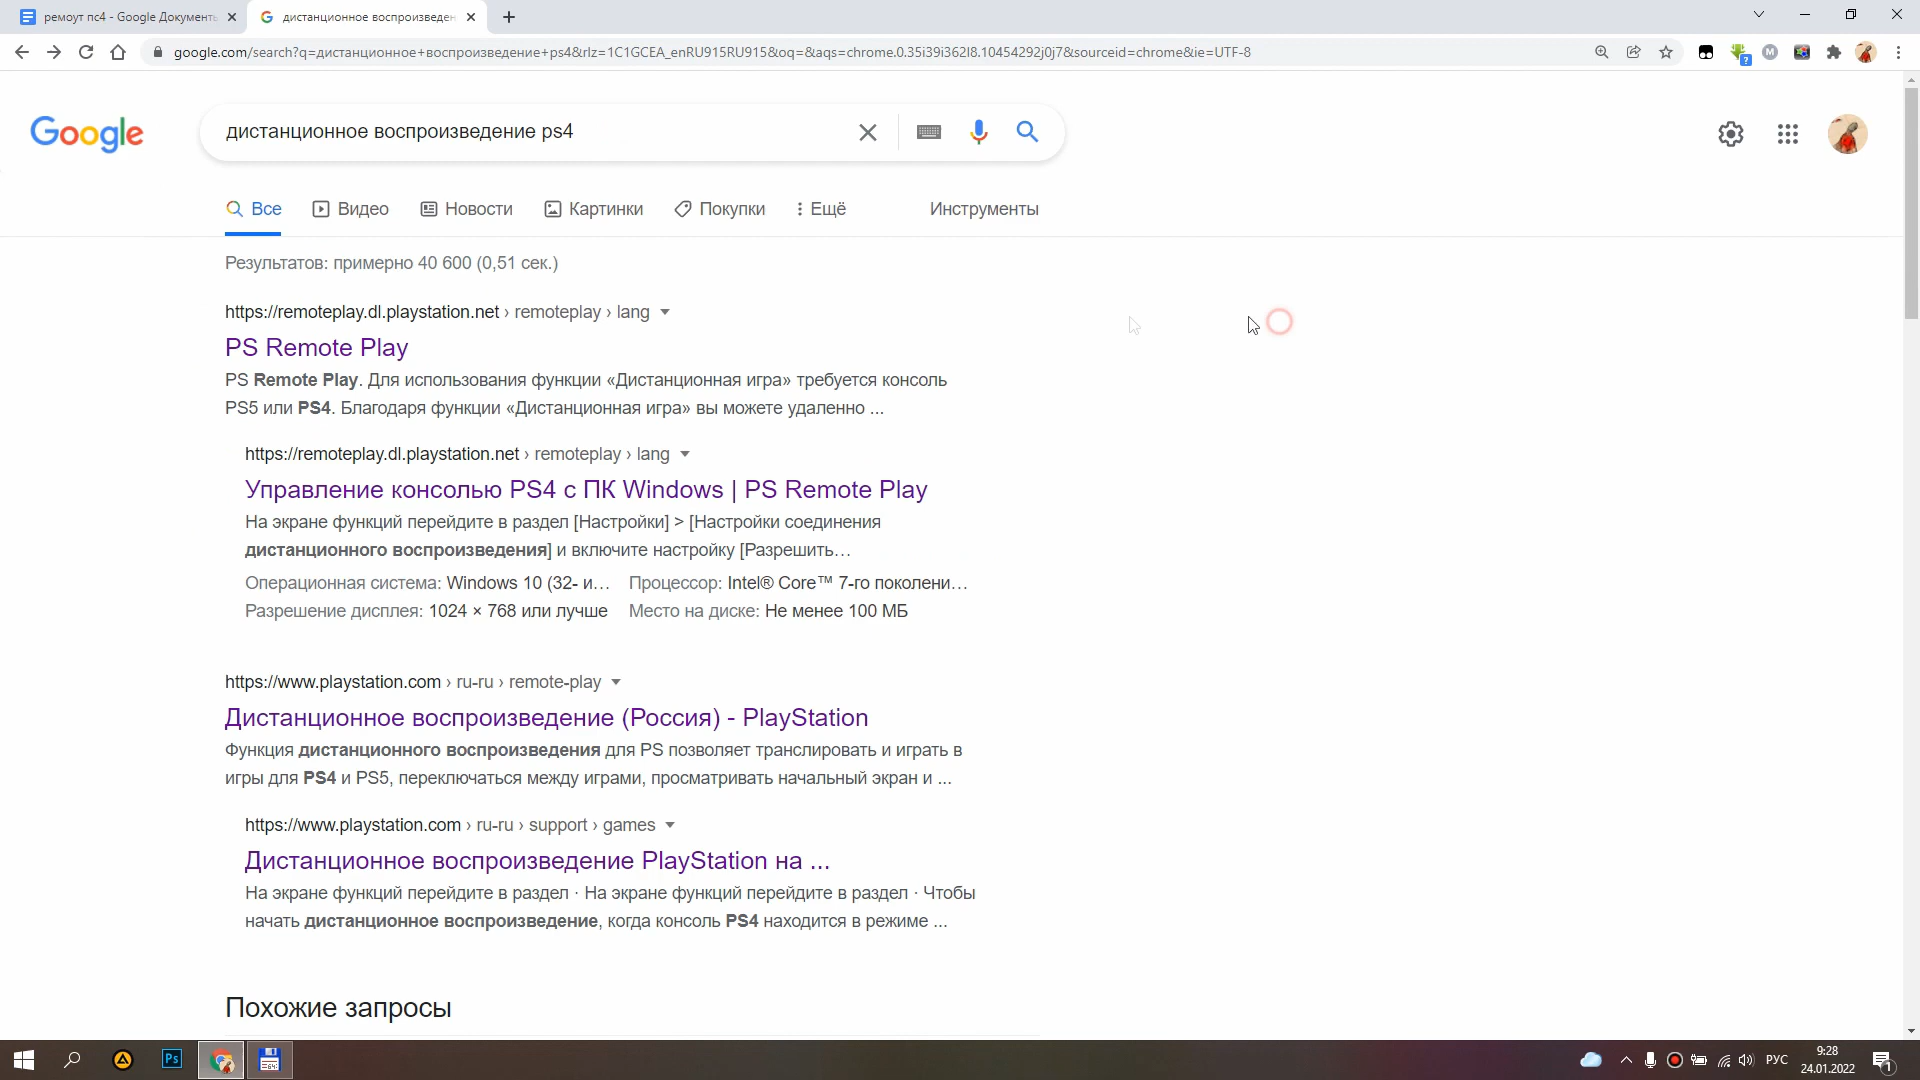 ремоут пс4 - Google Документы
дистанционное воспроизведен
google.com/search?q=дистанционное+воспроизведение+ps4&rlz=1C1GCEA_enRU915RU915&oq=&aqs=chrome.0.35i39i362l8.10454292j0j7&sourceid=chrome&ie=UTF-8
Google
дистанционное воспроизведение ps4
Все Видео Новости Картинки Покупки Ещё Инструменты
Результатов: примерно 40 600 (0,51 сек.)
https://remoteplay.dl.playstation.net › remoteplay › lang
PS Remote Play
PS Remote Play. Для использования функции «Дистанционная игра» требуется консоль
PS5 или PS4. Благодаря функции «Дистанционная игра» вы можете удаленно ...
https://remoteplay.dl.playstation.net › remoteplay › lang
Управление консолью PS4 с ПК Windows | PS Remote Play
На экране функций перейдите в раздел [Настройки] > [Настройки соединения
дистанционного воспроизведения] и включите настройку [Разрешить…
Операционная система: Windows 10 (32- и… Процессор: Intel® Core™ 7-го поколени…
Разрешение дисплея: 1024 × 768 или лучше Место на диске: Не менее 100 МБ
https://www.playstation.com › ru-ru › remote-play
Дистанционное воспроизведение (Россия) - PlayStation
Функция дистанционного воспроизведения для PS позволяет транслировать и играть в
игры для PS4 и PS5, переключаться между играми, просматривать начальный экран и ...
https://www.playstation.com › ru-ru › support › games
Дистанционное воспроизведение PlayStation на ...
На экране функций перейдите в раздел · На экране функций перейдите в раздел · Чтобы
начать дистанционное воспроизведение, когда консоль PS4 находится в режиме ...
Похожие запросы
Ps
64
РУС
9:28
24.01.2022
1